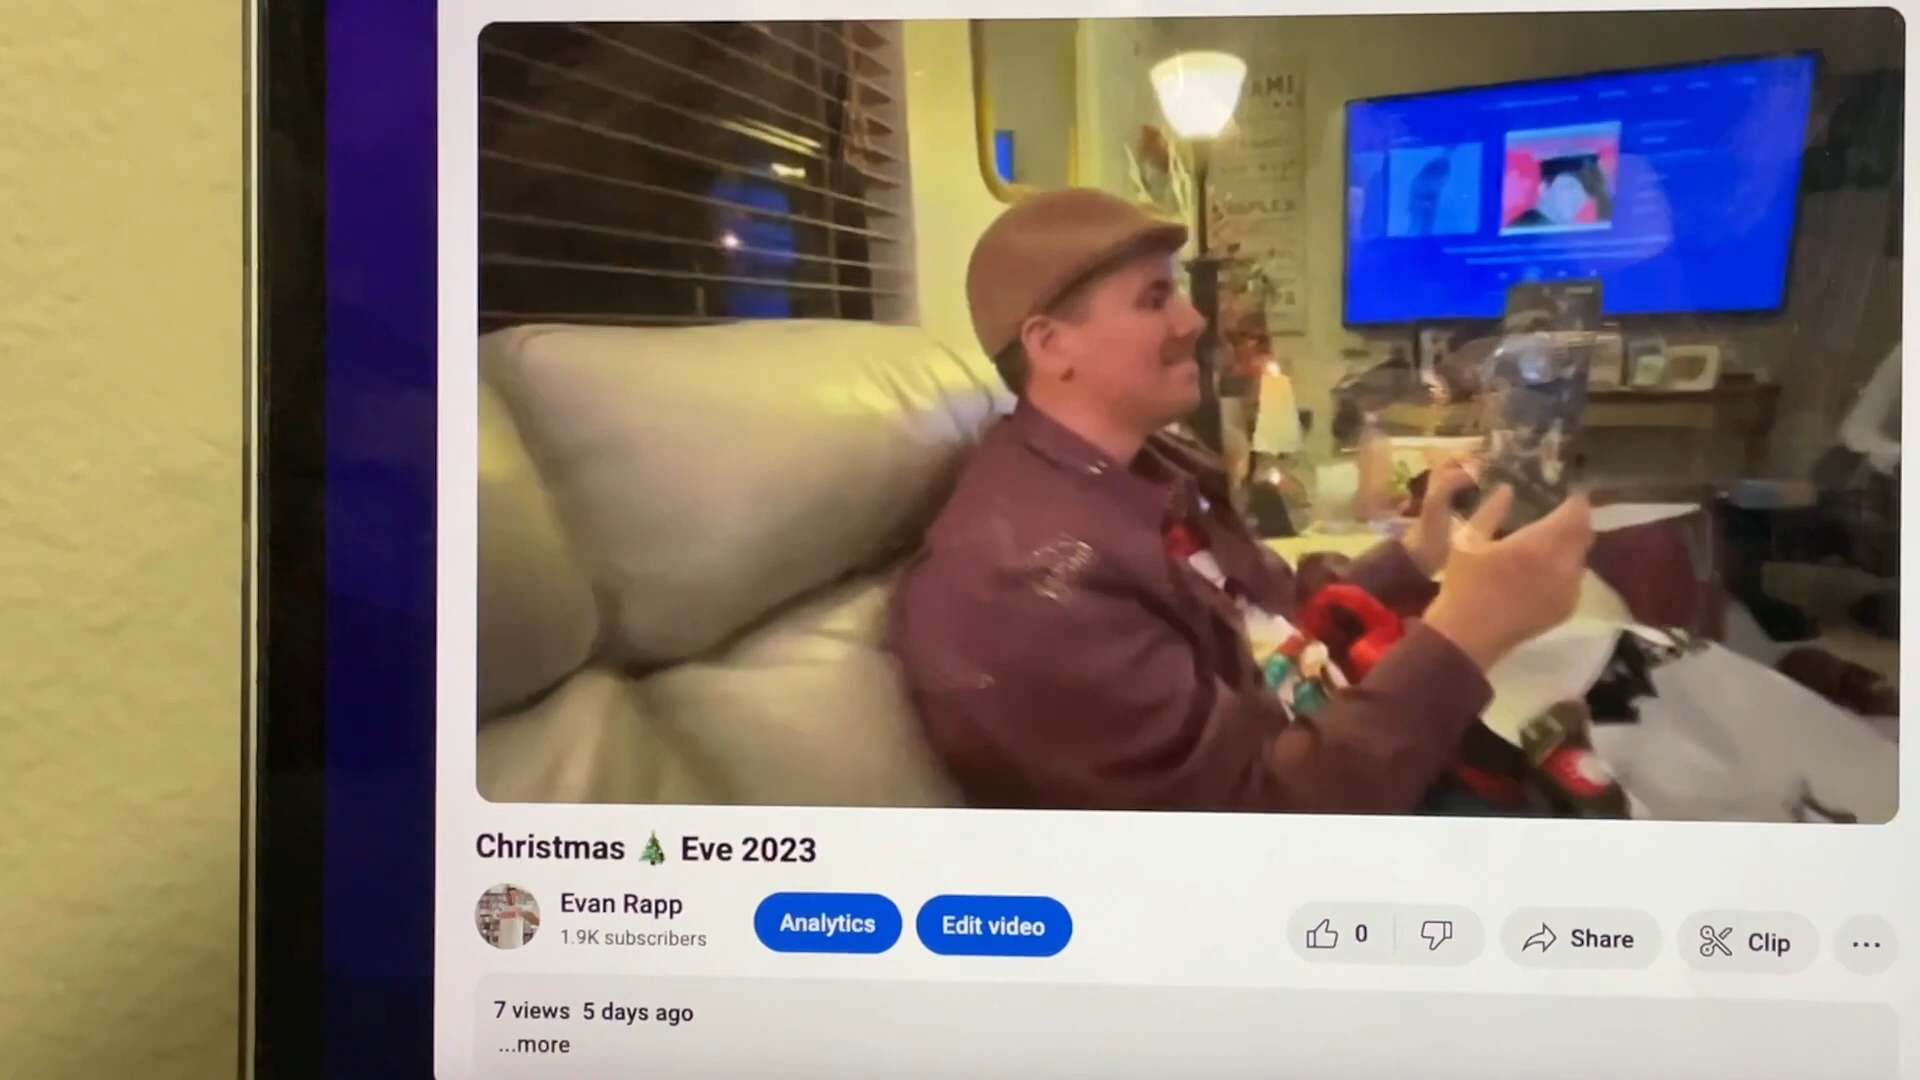 Christmas 🎄 Eve 2023
Evan Rapp
1.9K subscribers
Analytics
Edit video
0
Share
Clip
7 views 5 days ago
...more